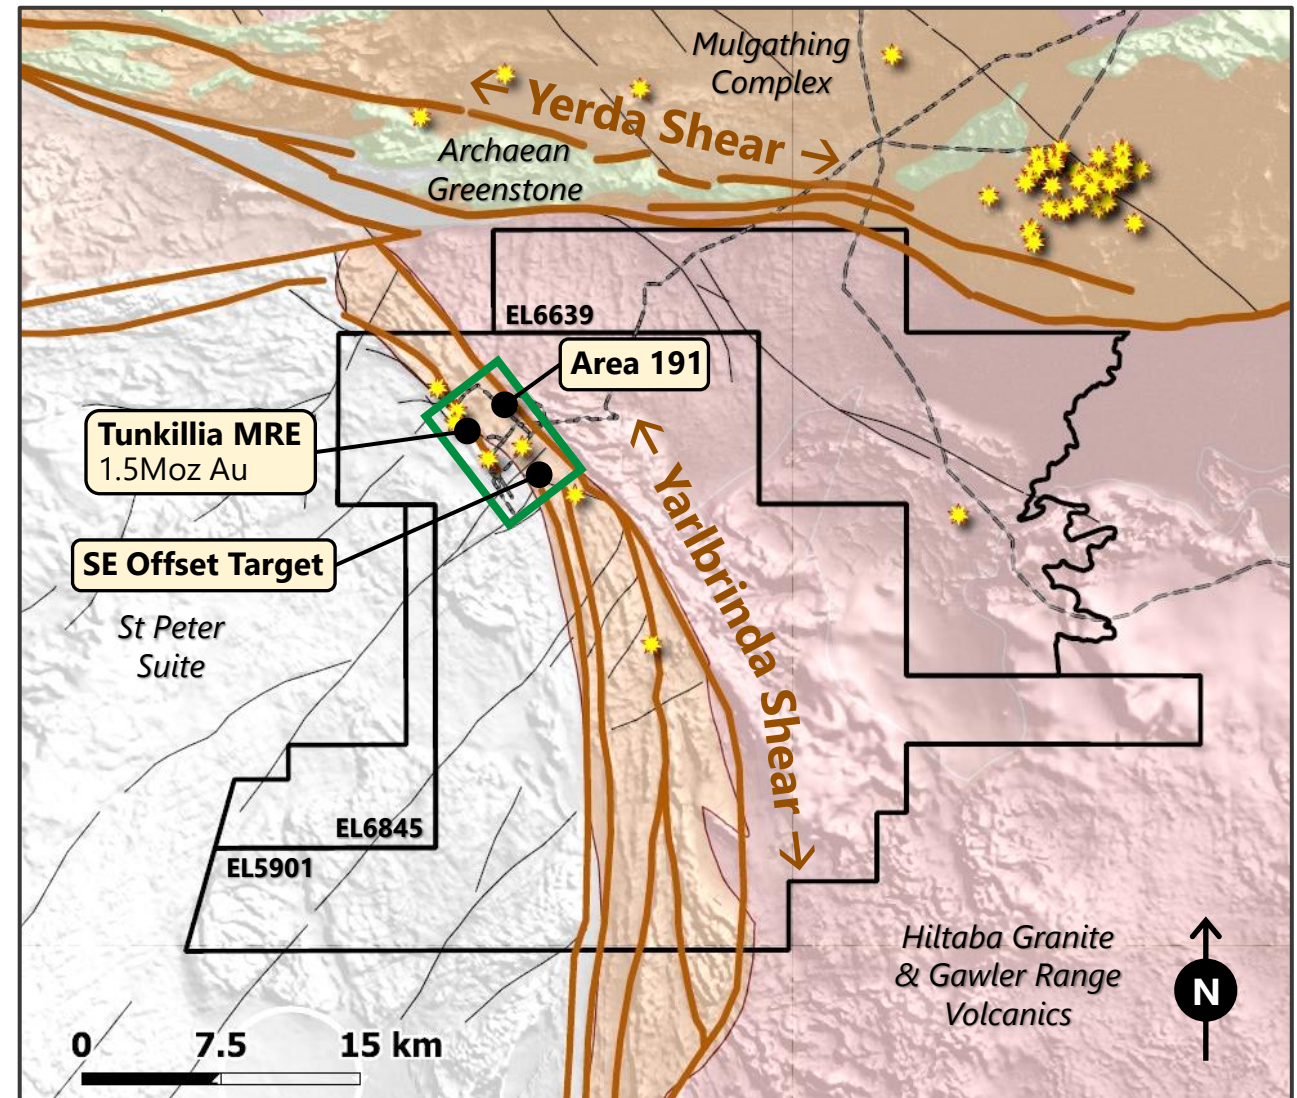 Mulgathing
Complex
← Yerda Shear →
Archaean
Greenstone
EL6639
Area 191
Tunkillia MRE
1.5Moz Au
← Yarlbrinda Shear →
SE Offset Target
St Peter
Suite
EL6845
EL5901
Hiltaba Granite
& Gawler Range
Volcanics
N
0 7.5 15 km